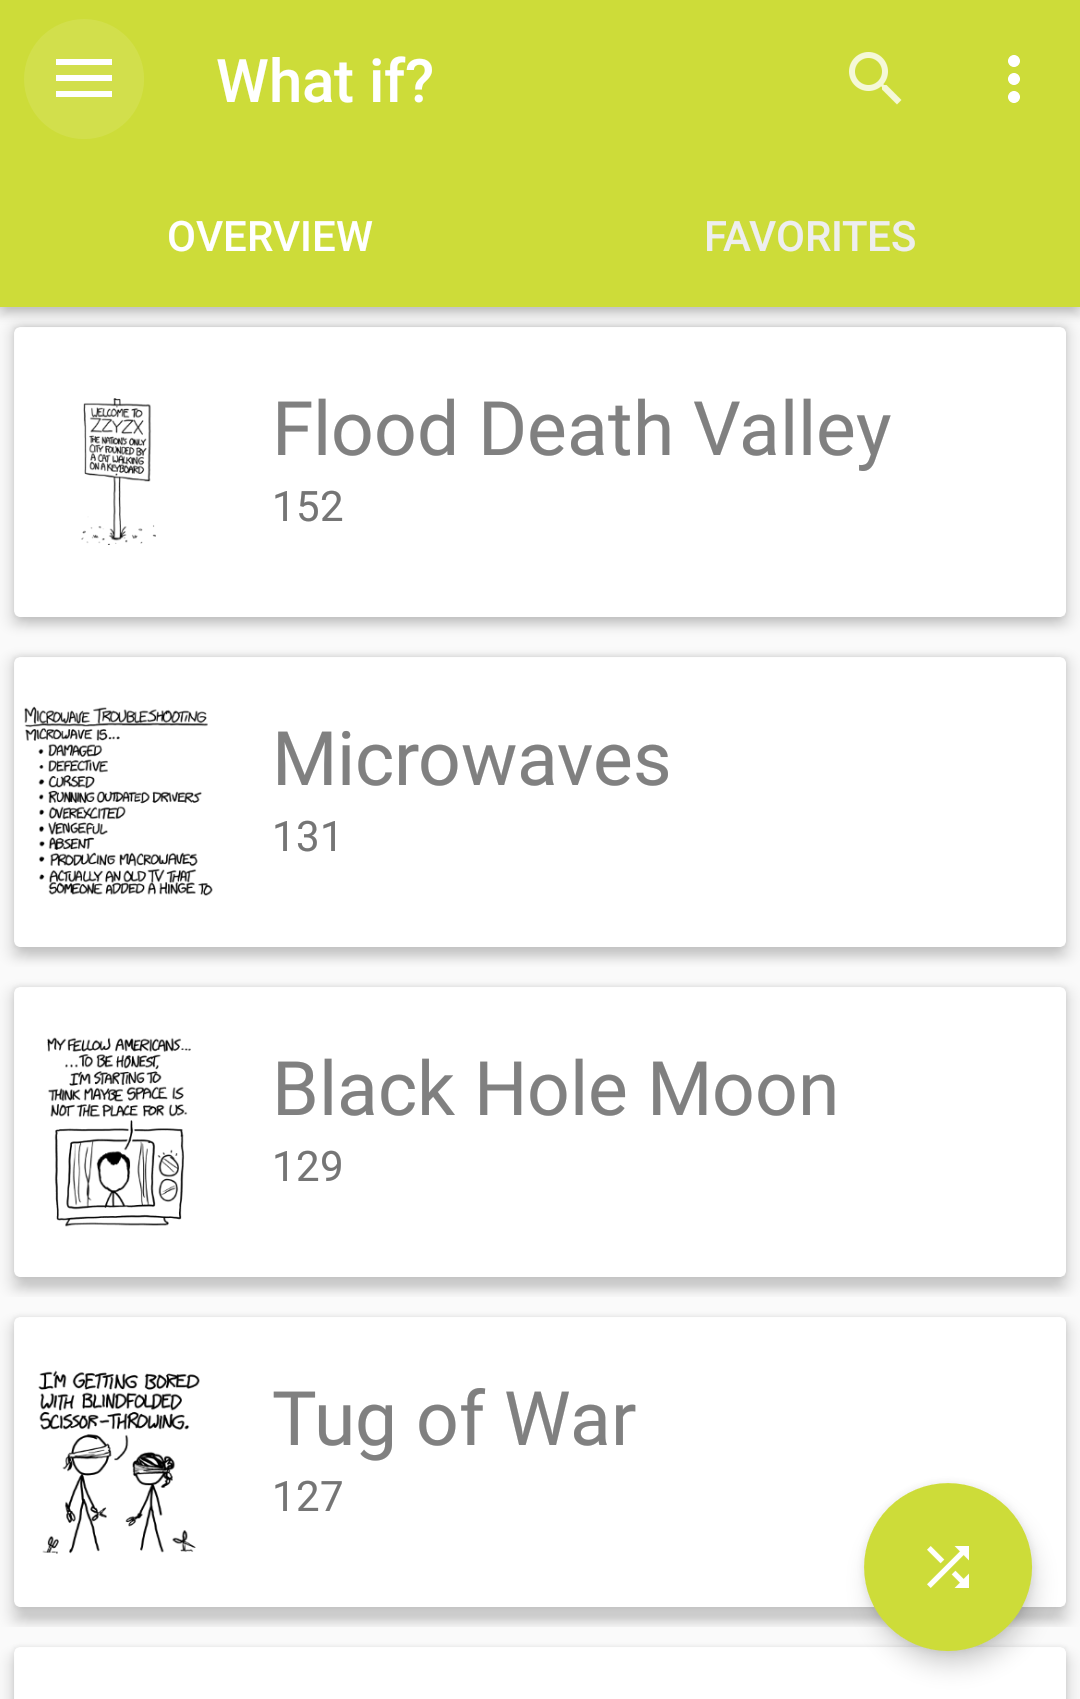 What if?
OVERVIEW
FAVORITES
WELCOME TO
ZZYZX
THE NATION'S ONLY
CITY FOUNDED BY
A CAT WALKING
ON A KEYBOARD
Flood Death Valley
152
MICROWAVE TROUBLESHOOTING
MICROWAVE IS...
• DAMAGED
• DEFECTIVE
• CURSED
• RUNNING OUTDATED DRIVERS
• OVEREXCITED
• VENGEFUL
• ABSENT
• PRODUCING MACROWAVES
• ACTUALLY AN OLD TV THAT
SOMEONE ADDED A HINGE TO
Microwaves
131
MY FELLOW AMERICANS...
...TO BE HONEST,
I'M STARTING TO
THINK MAYBE SPACE IS
NOT THE PLACE FOR US.
Black Hole Moon
129
I'M GETTING BORED
WITH BLINDFOLDED
SCISSOR-THROWING.
Tug of War
127